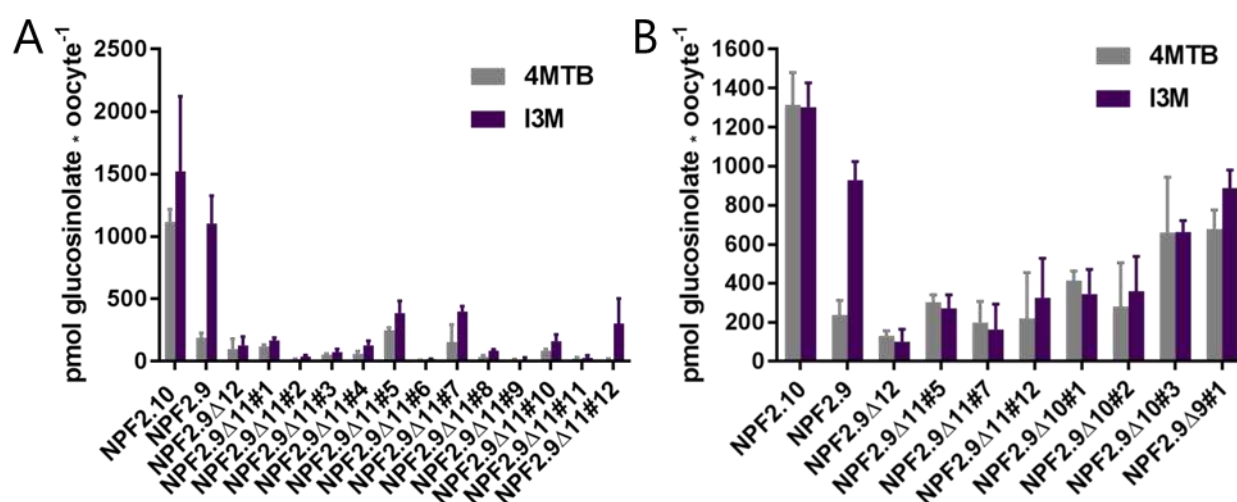 A
pmol glucosinolate * oocyte-1
2500
2000
1500
1000
500
0
4MTB
I3M
NPF2.10
NPF2.9
NPF2.9Δ12
NPF2.9Δ11#1
NPF2.9Δ11#2
NPF2.9Δ11#3
NPF2.9Δ11#4
NPF2.9Δ11#5
NPF2.9Δ11#6
NPF2.9Δ11#7
NPF2.9Δ11#8
NPF2.9Δ11#9
NPF2.9Δ11#10
NPF2.9Δ11#11
NPF2.9Δ11#12
B
pmol glucosinolate * oocyte-1
1600
1400
1200
1000
800
600
400
200
0
4MTB
I3M
NPF2.10
NPF2.9
NPF2.9Δ12
NPF2.9Δ11#5
NPF2.9Δ11#7
NPF2.9Δ11#12
NPF2.9Δ10#1
NPF2.9Δ10#2
NPF2.9Δ10#3
NPF2.9Δ9#1